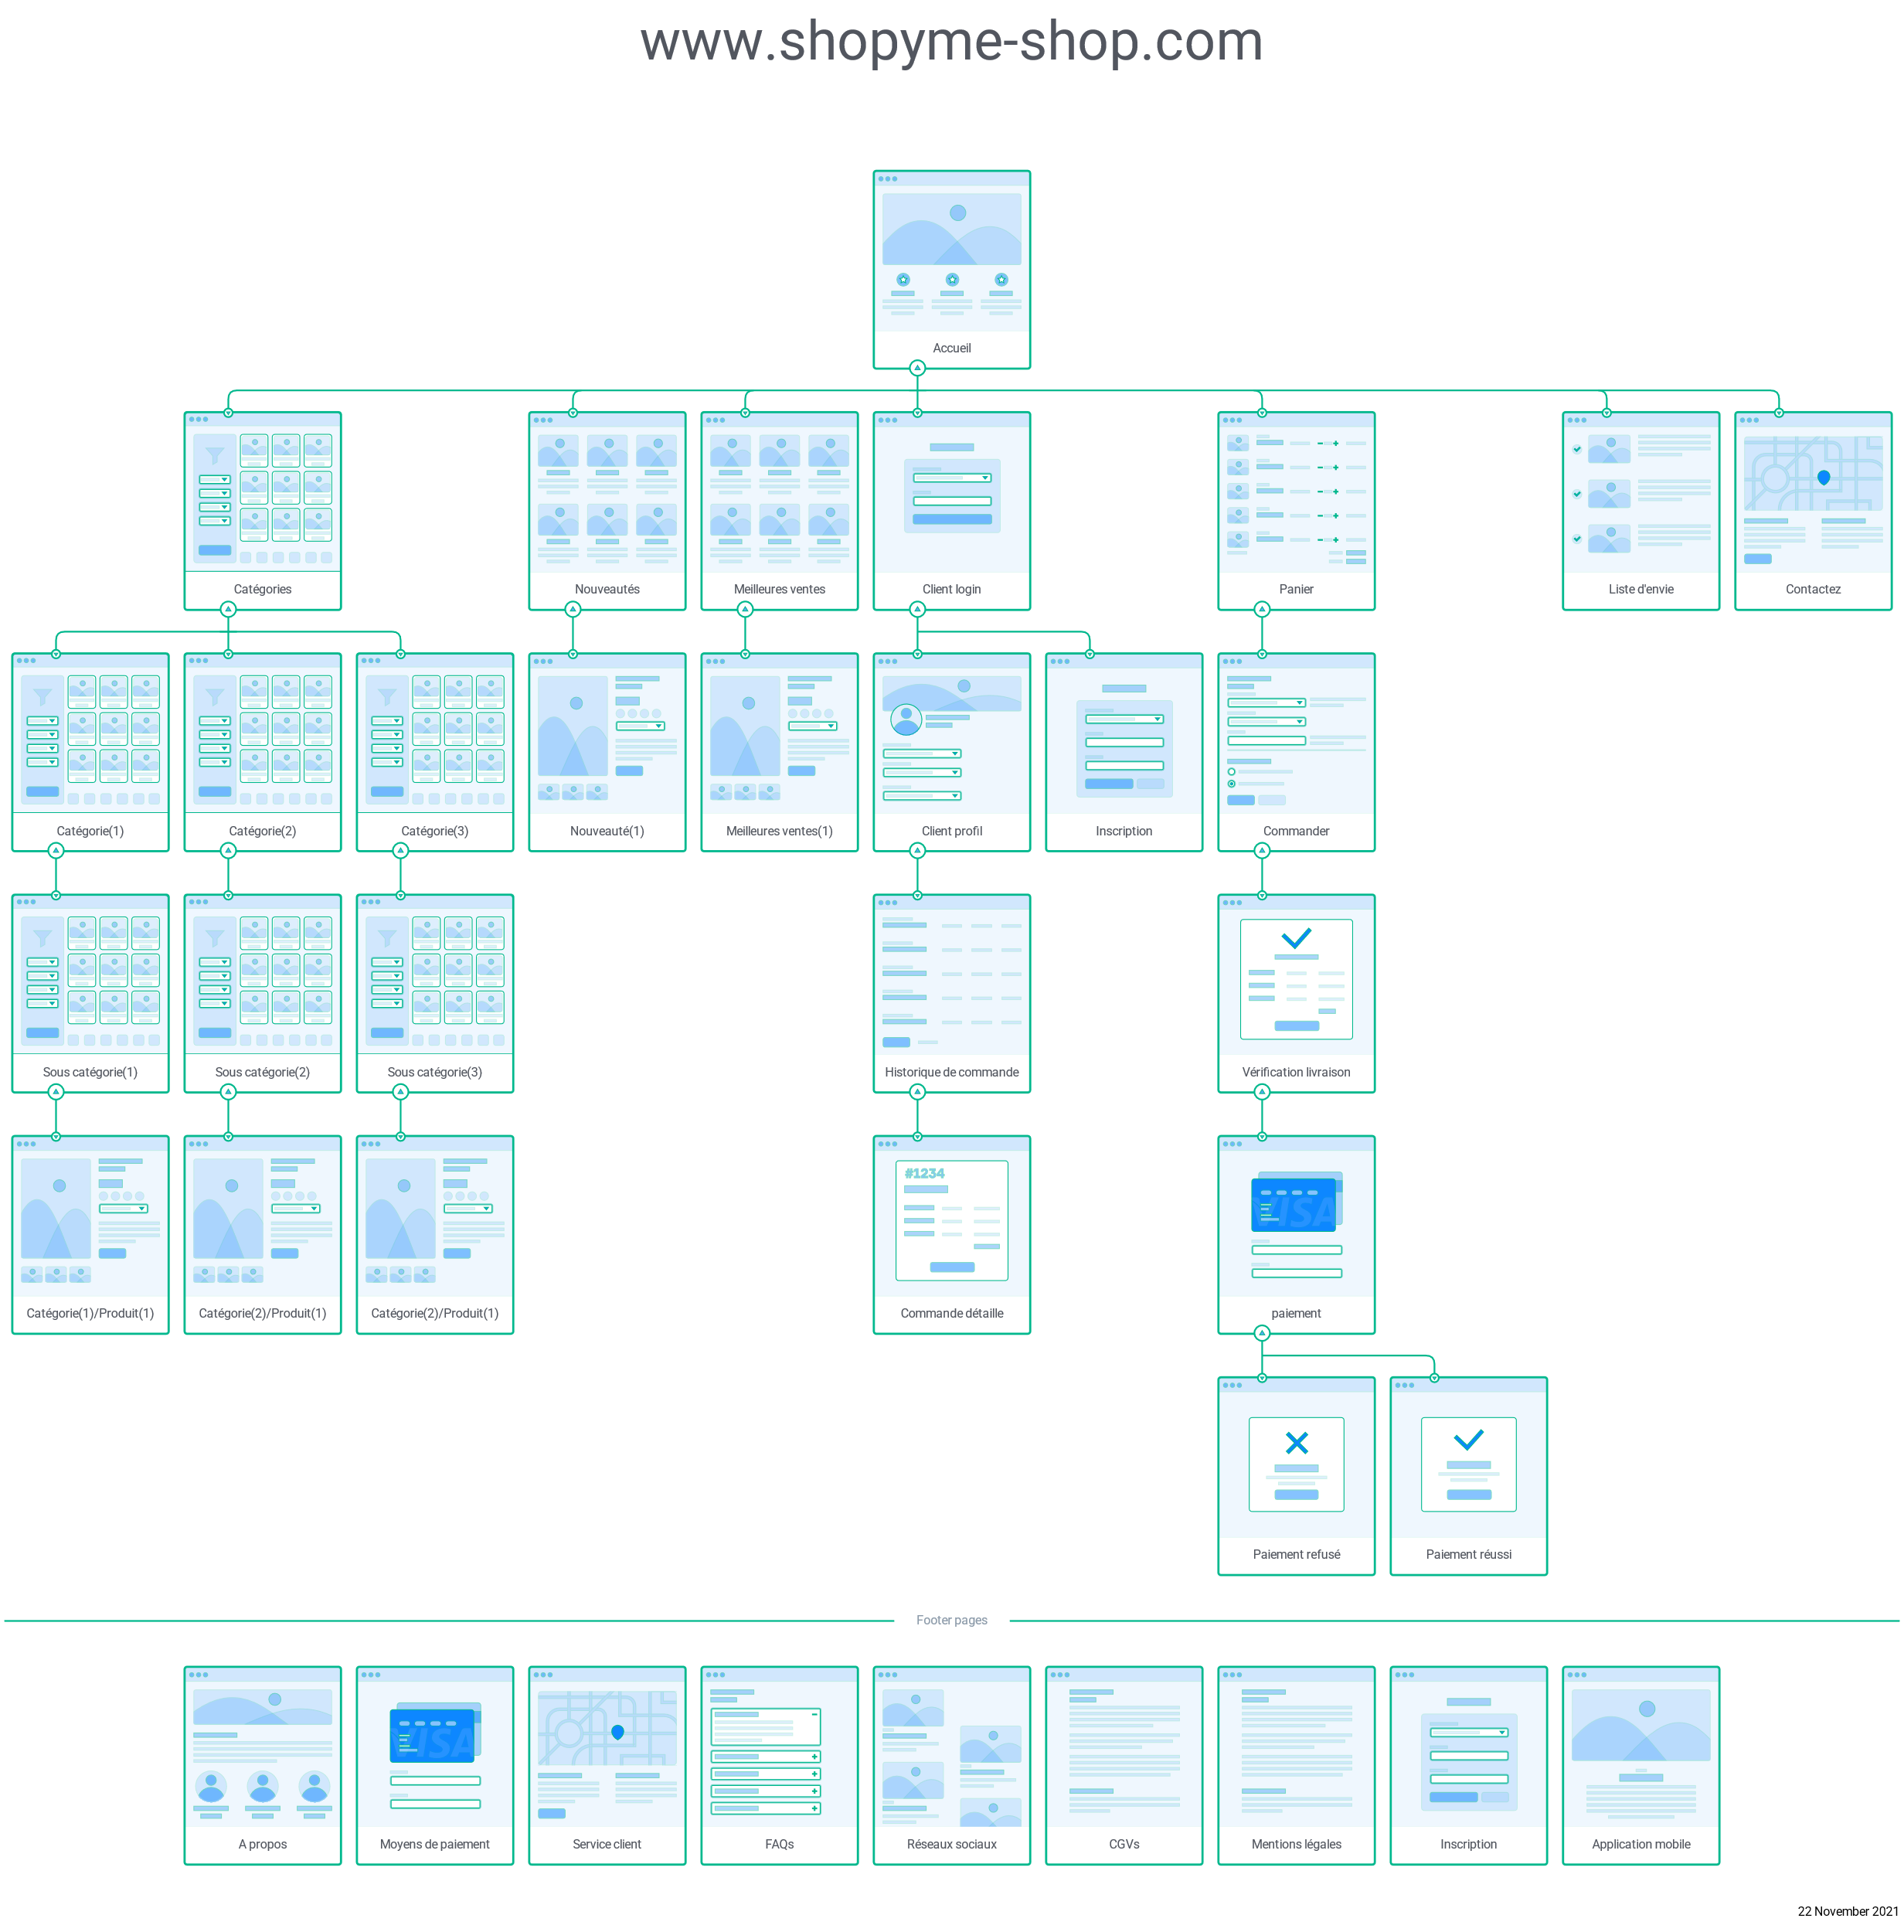 www.shopyme-shop.com
Accueil
Catégories
Nouveautés
Meilleures ventes
Client login
Panier
Liste d'envie
Contactez
Catégorie(1)
Catégorie(2)
Catégorie(3)
Nouveauté(1)
Meilleures ventes(1)
Client profil
Inscription
Commander
Sous catégorie(1)
Sous catégorie(2)
Sous catégorie(3)
Historique de commande
Vérification livraison
#1234
VISA
Catégorie(1)/Produit(1)
Catégorie(2)/Produit(1)
Catégorie(2)/Produit(1)
Commande détaille
paiement
Paiement refusé
Paiement réussi
Footer pages
VISA
A propos
Moyens de paiement
Service client
FAQs
Réseaux sociaux
CGVs
Mentions légales
Inscription
Application mobile
22 November 2021